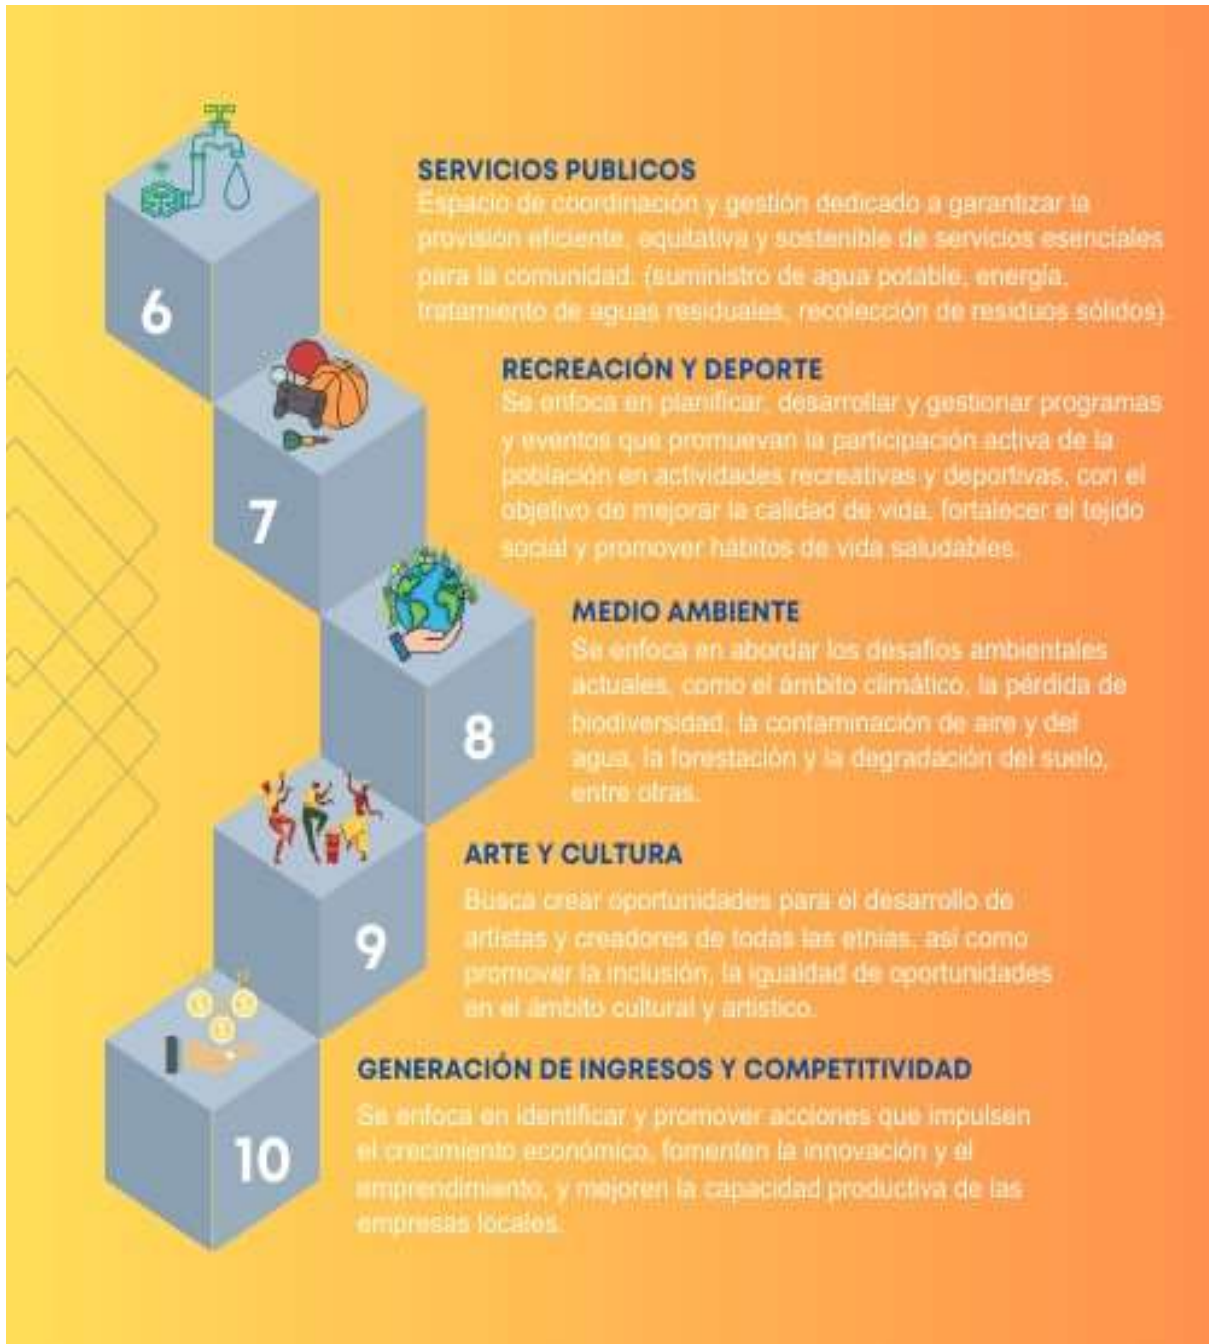 6
SERVICIOS PUBLICOS
Espacio de coordinación y gestión dedicado a garantizar la
provisión eficiente, equitativa y sostenible de servicios esenciales
para la comunidad. (suministro de agua potable, energía,
tratamiento de aguas residuales, recolección de residuos sólidos).
7
RECREACIÓN Y DEPORTE
Se enfoca en planificar, desarrollar y gestionar programas
y eventos que promuevan la participación activa de la
población en actividades recreativas y deportivas, con el
objetivo de mejorar la calidad de vida, fortalecer el tejido
social y promover hábitos de vida saludables.
8
MEDIO AMBIENTE
Se enfoca en abordar los desafíos ambientales
actuales, como el ámbito climático, la pérdida de
biodiversidad, la contaminación de aire y del
agua, la forestación y la degradación del suelo,
entre otras.
9
ARTE Y CULTURA
Busca crear oportunidades para el desarrollo de
artistas y creadores de todas las etnias, así como
promover la inclusión, la igualdad de oportunidades
en el ámbito cultural y artístico.
10
GENERACIÓN DE INGRESOS Y COMPETITIVIDAD
Se enfoca en identificar y promover acciones que impulsen
el crecimiento económico, fomenten la innovación y el
emprendimiento, y mejoren la capacidad productiva de las
empresas locales.